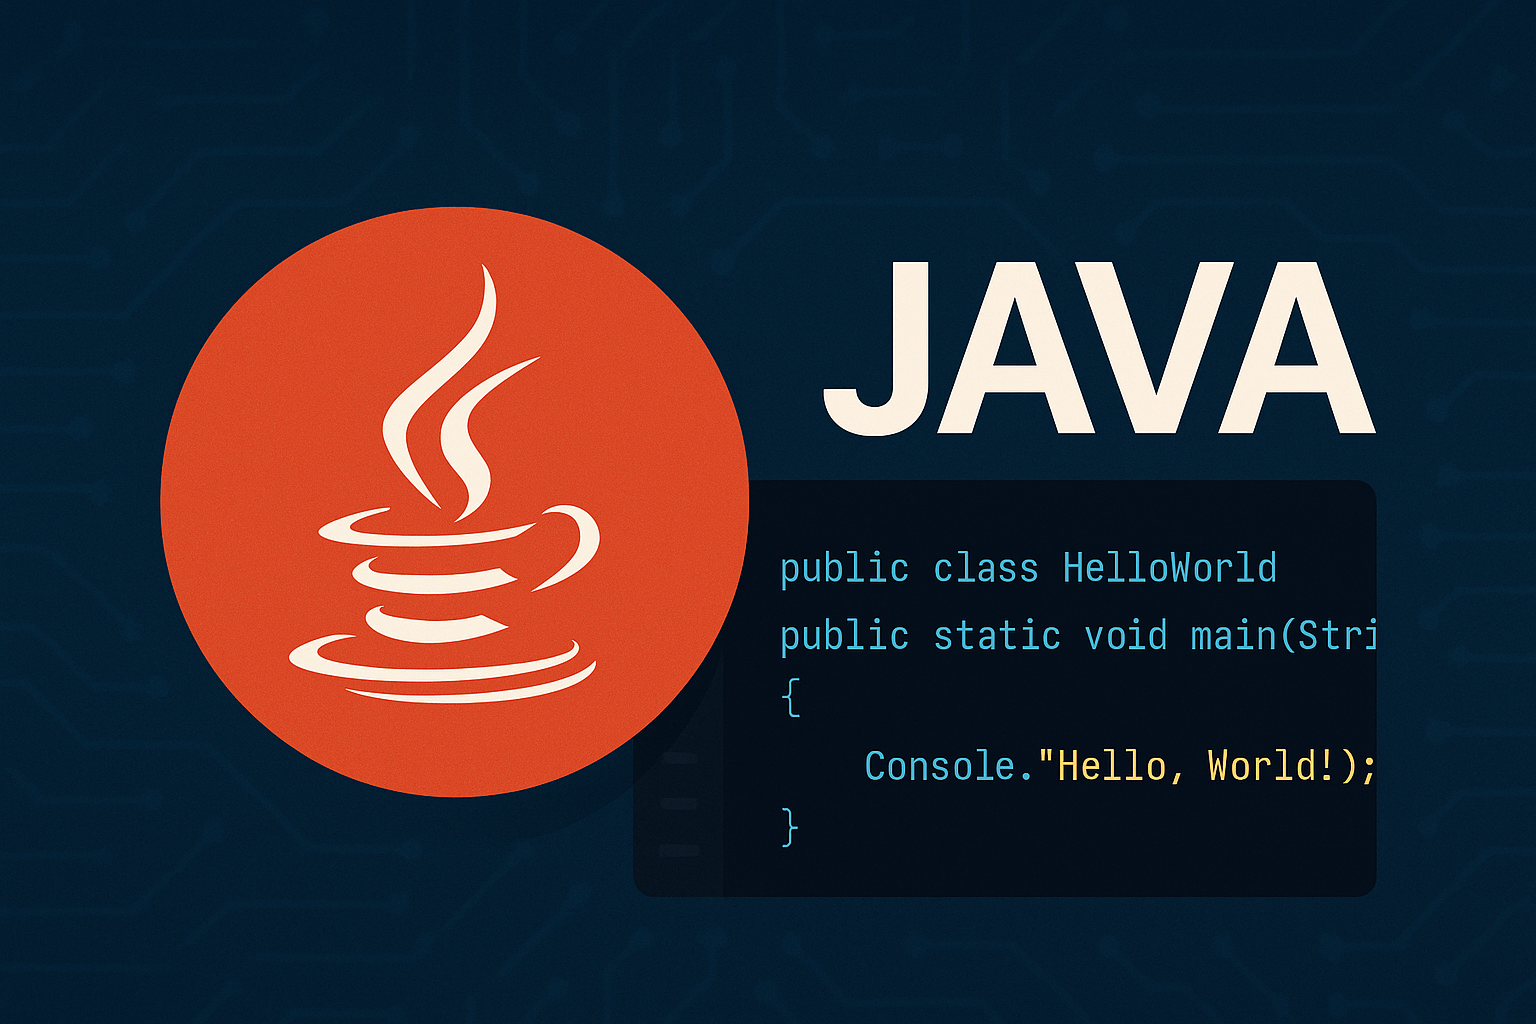 JAVA
public class HelloWorld
public static void main(Stri
{
Console."Hello, World!);
}